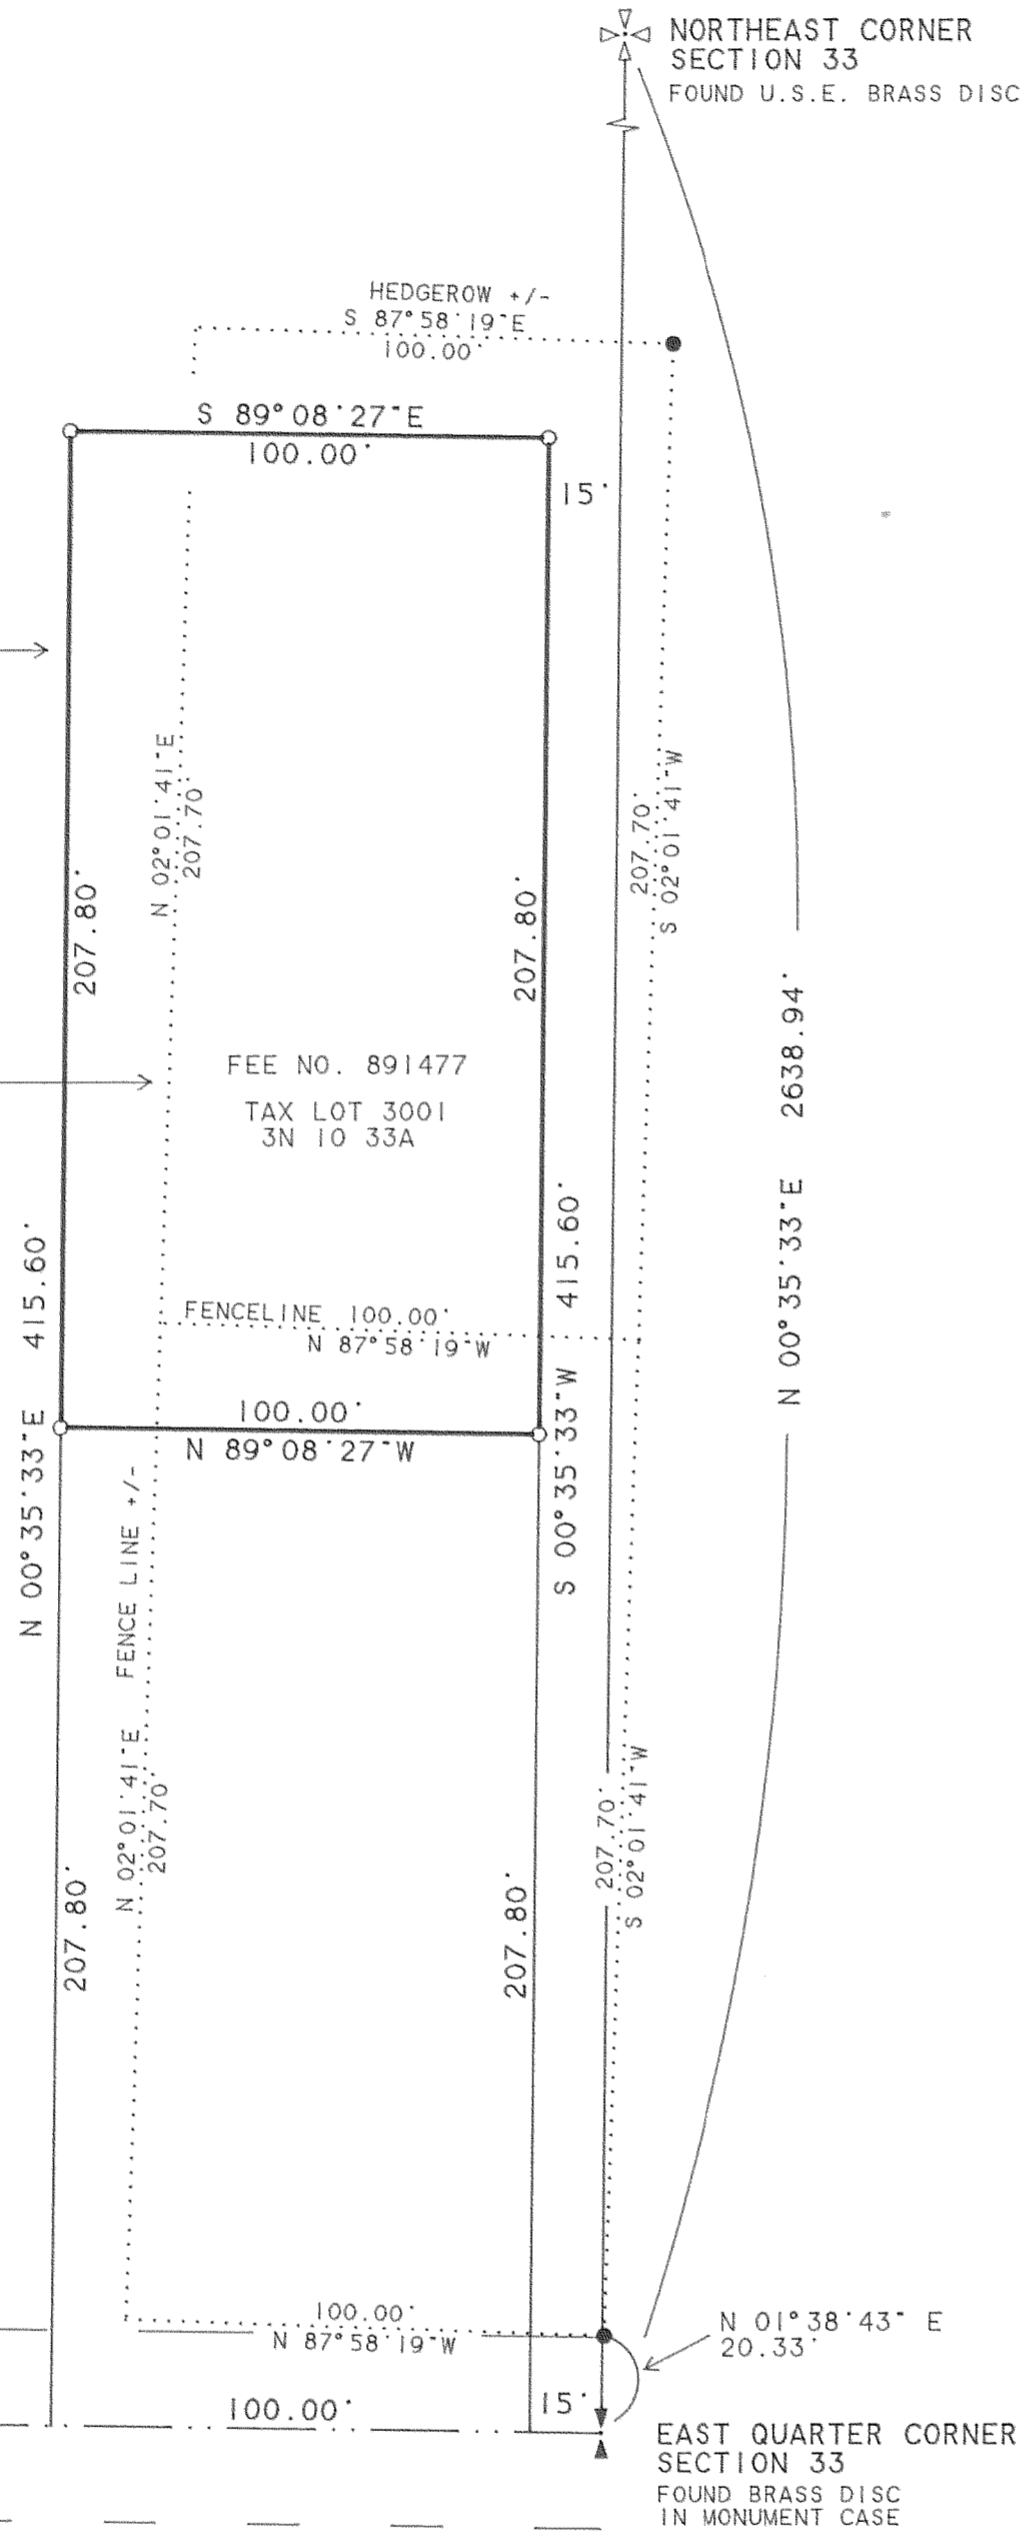 NORTHEAST CORNER
SECTION 33
FOUND U.S.E. BRASS DISC
HEDGEROW +/-
S 87°58'19"E
100.00'
S 89°08'27"E
100.00'
15'
N 02°01'41"E
207.70'
207.70'
S 02°01'41"W
207.80'
207.80'
2638.94'
N 00°35'33"E
FEE NO. 891477
TAX LOT 3001
3N 10 33A
415.60'
N 00°35'33"E
415.60'
S 00°35'33"W
FENCELINE 100.00'
N 87°58'19"W
100.00'
N 89°08'27"W
FENCE LINE +/-
N 02°01'41"E
207.70'
207.70'
S 02°01'41"W
207.80'
207.80'
100.00'
N 87°58'19"W
N 01°38'43" E
20.33'
100.00'
15'
EAST QUARTER CORNER
SECTION 33
FOUND BRASS DISC
IN MONUMENT CASE